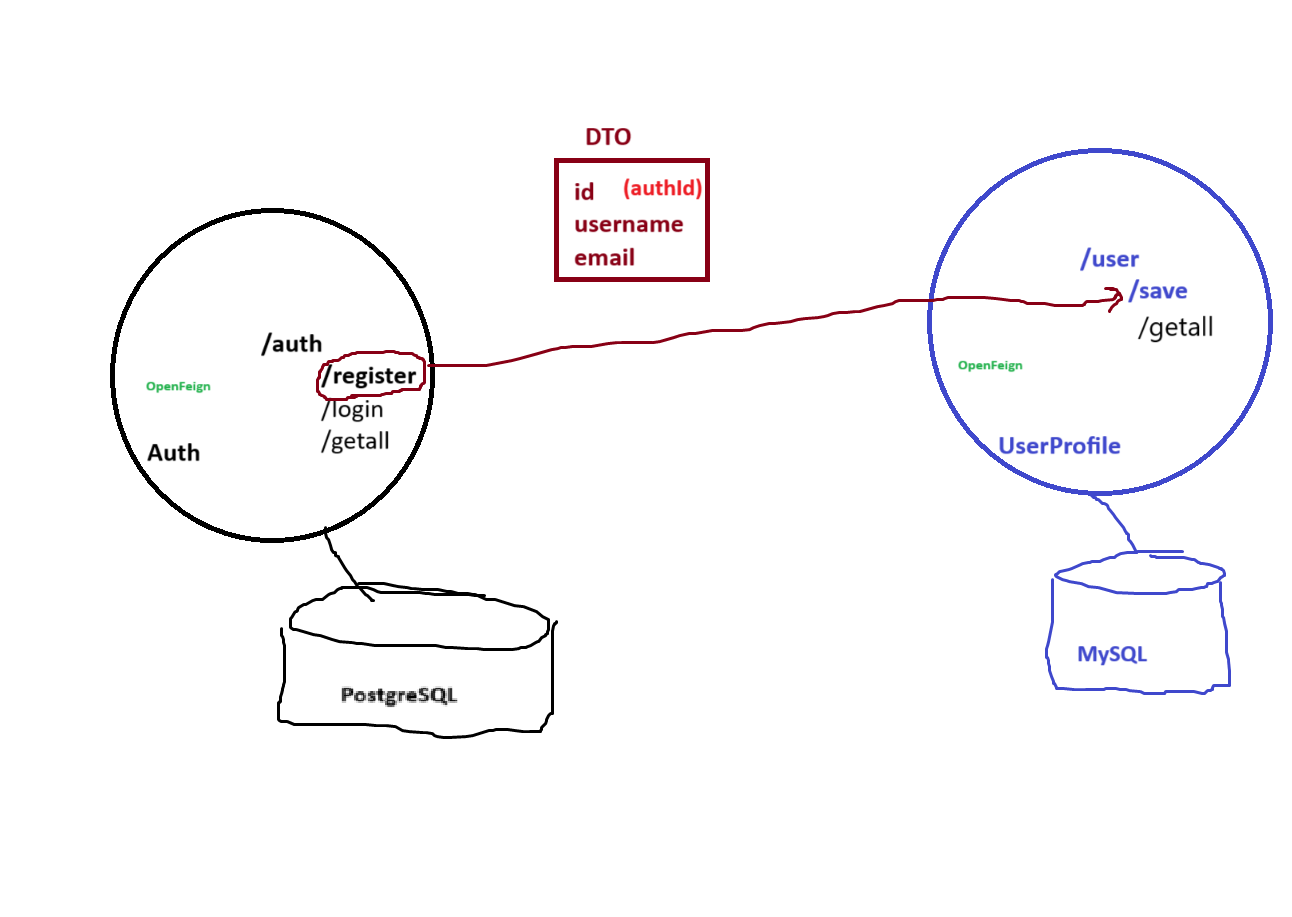 DTO
id (authId)
username
email
/auth
/register
/login
/getall
OpenFeign
Auth
PostgreSQL
/user
/save
/getall
OpenFeign
UserProfile
MySQL